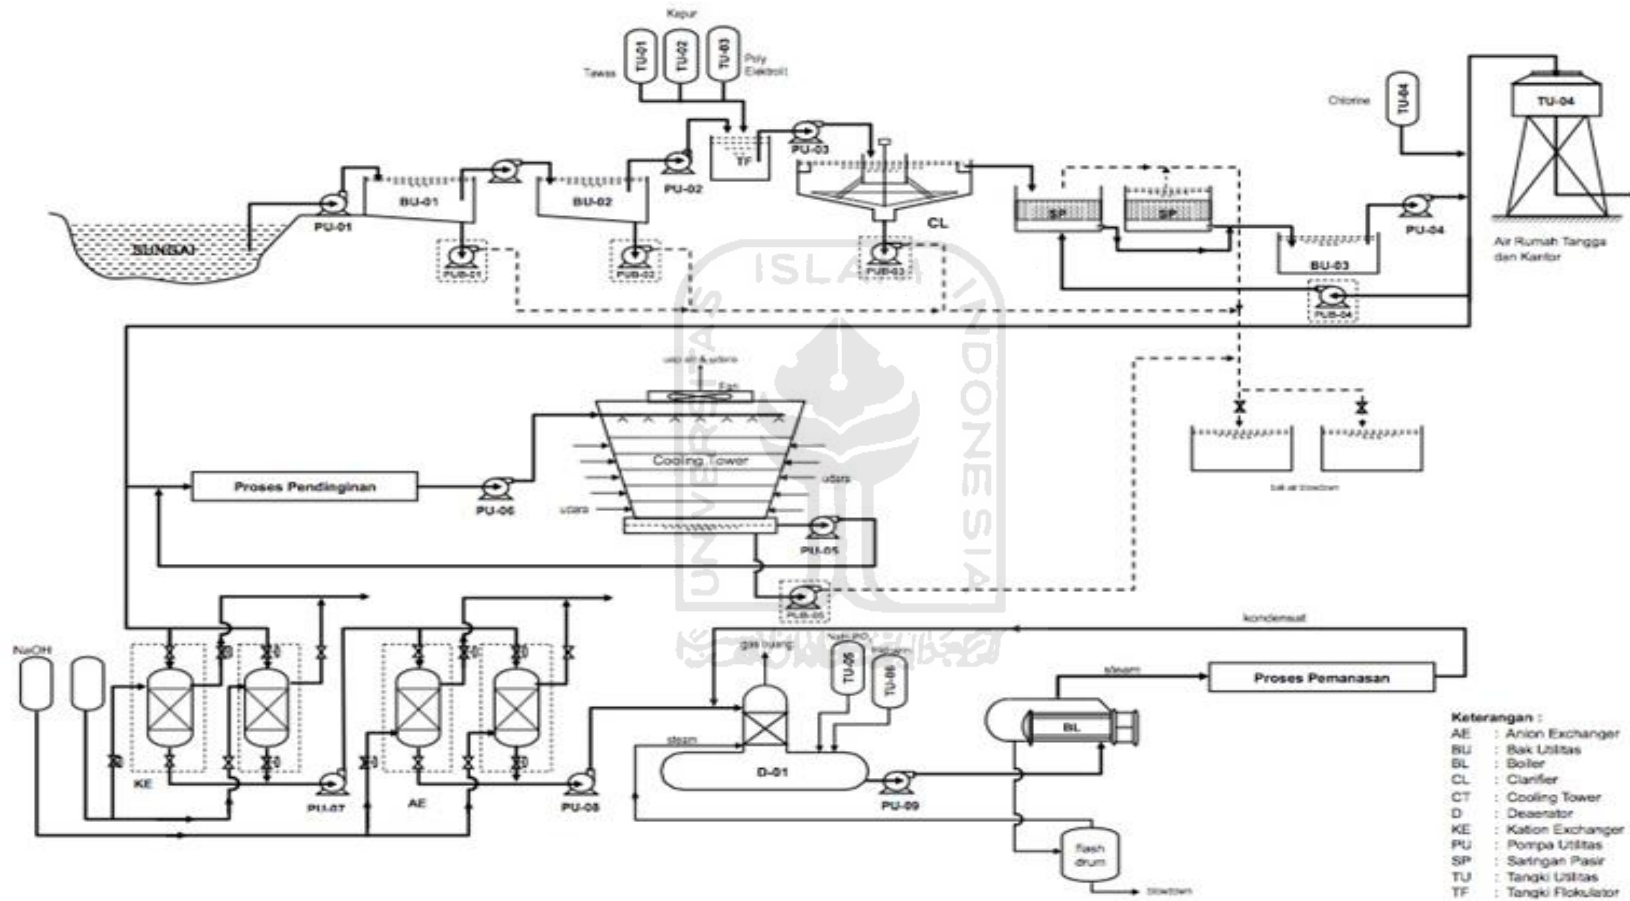 Kapur
Tawas
TU-01
TU-02
TU-03
Poly
Elektrolit
Chlorine
TU-04
TU-04
Air Rumah Tangga
dan Kantor
SUNGAI
PU-01
BU-01
BU-02
PU-02
TF
PU-03
CL
SP
SP
BU-03
PU-04
PUB-01
PUB-02
PUB-03
PUB-04
ISLAM
UNIVERSITAS
INDONESIA
uap air & udara
Fan
Cooling Tower
udara
udara
Proses Pendinginan
PU-06
PU-05
PUB-05
bak air blowdown
NaOH
KE
PU-07
AE
PU-08
gas buang
TU-05
TU-06
steam
D-01
PU-09
kondensat
steam
Proses Pemanasan
BL
flash
drum
blowdown
Keterangan :
AE : Anion Exchanger
BU : Bak Utilitas
BL : Boiler
CL : Clarifier
CT : Cooling Tower
D : Deaerator
KE : Kation Exchanger
PU : Pompa Utilitas
SP : Saringan Pasir
TU : Tangki Utilitas
TF : Tangki Flokulator